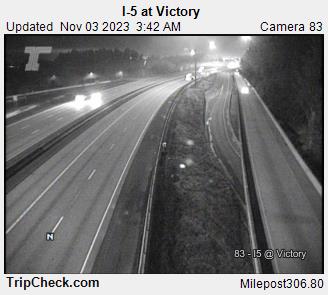 I-5 at Victory
Updated Nov 03 2023 3:42 AM Camera 83
T
N
83 - I5 @ Victory
TripCheck.com Milepost306.80